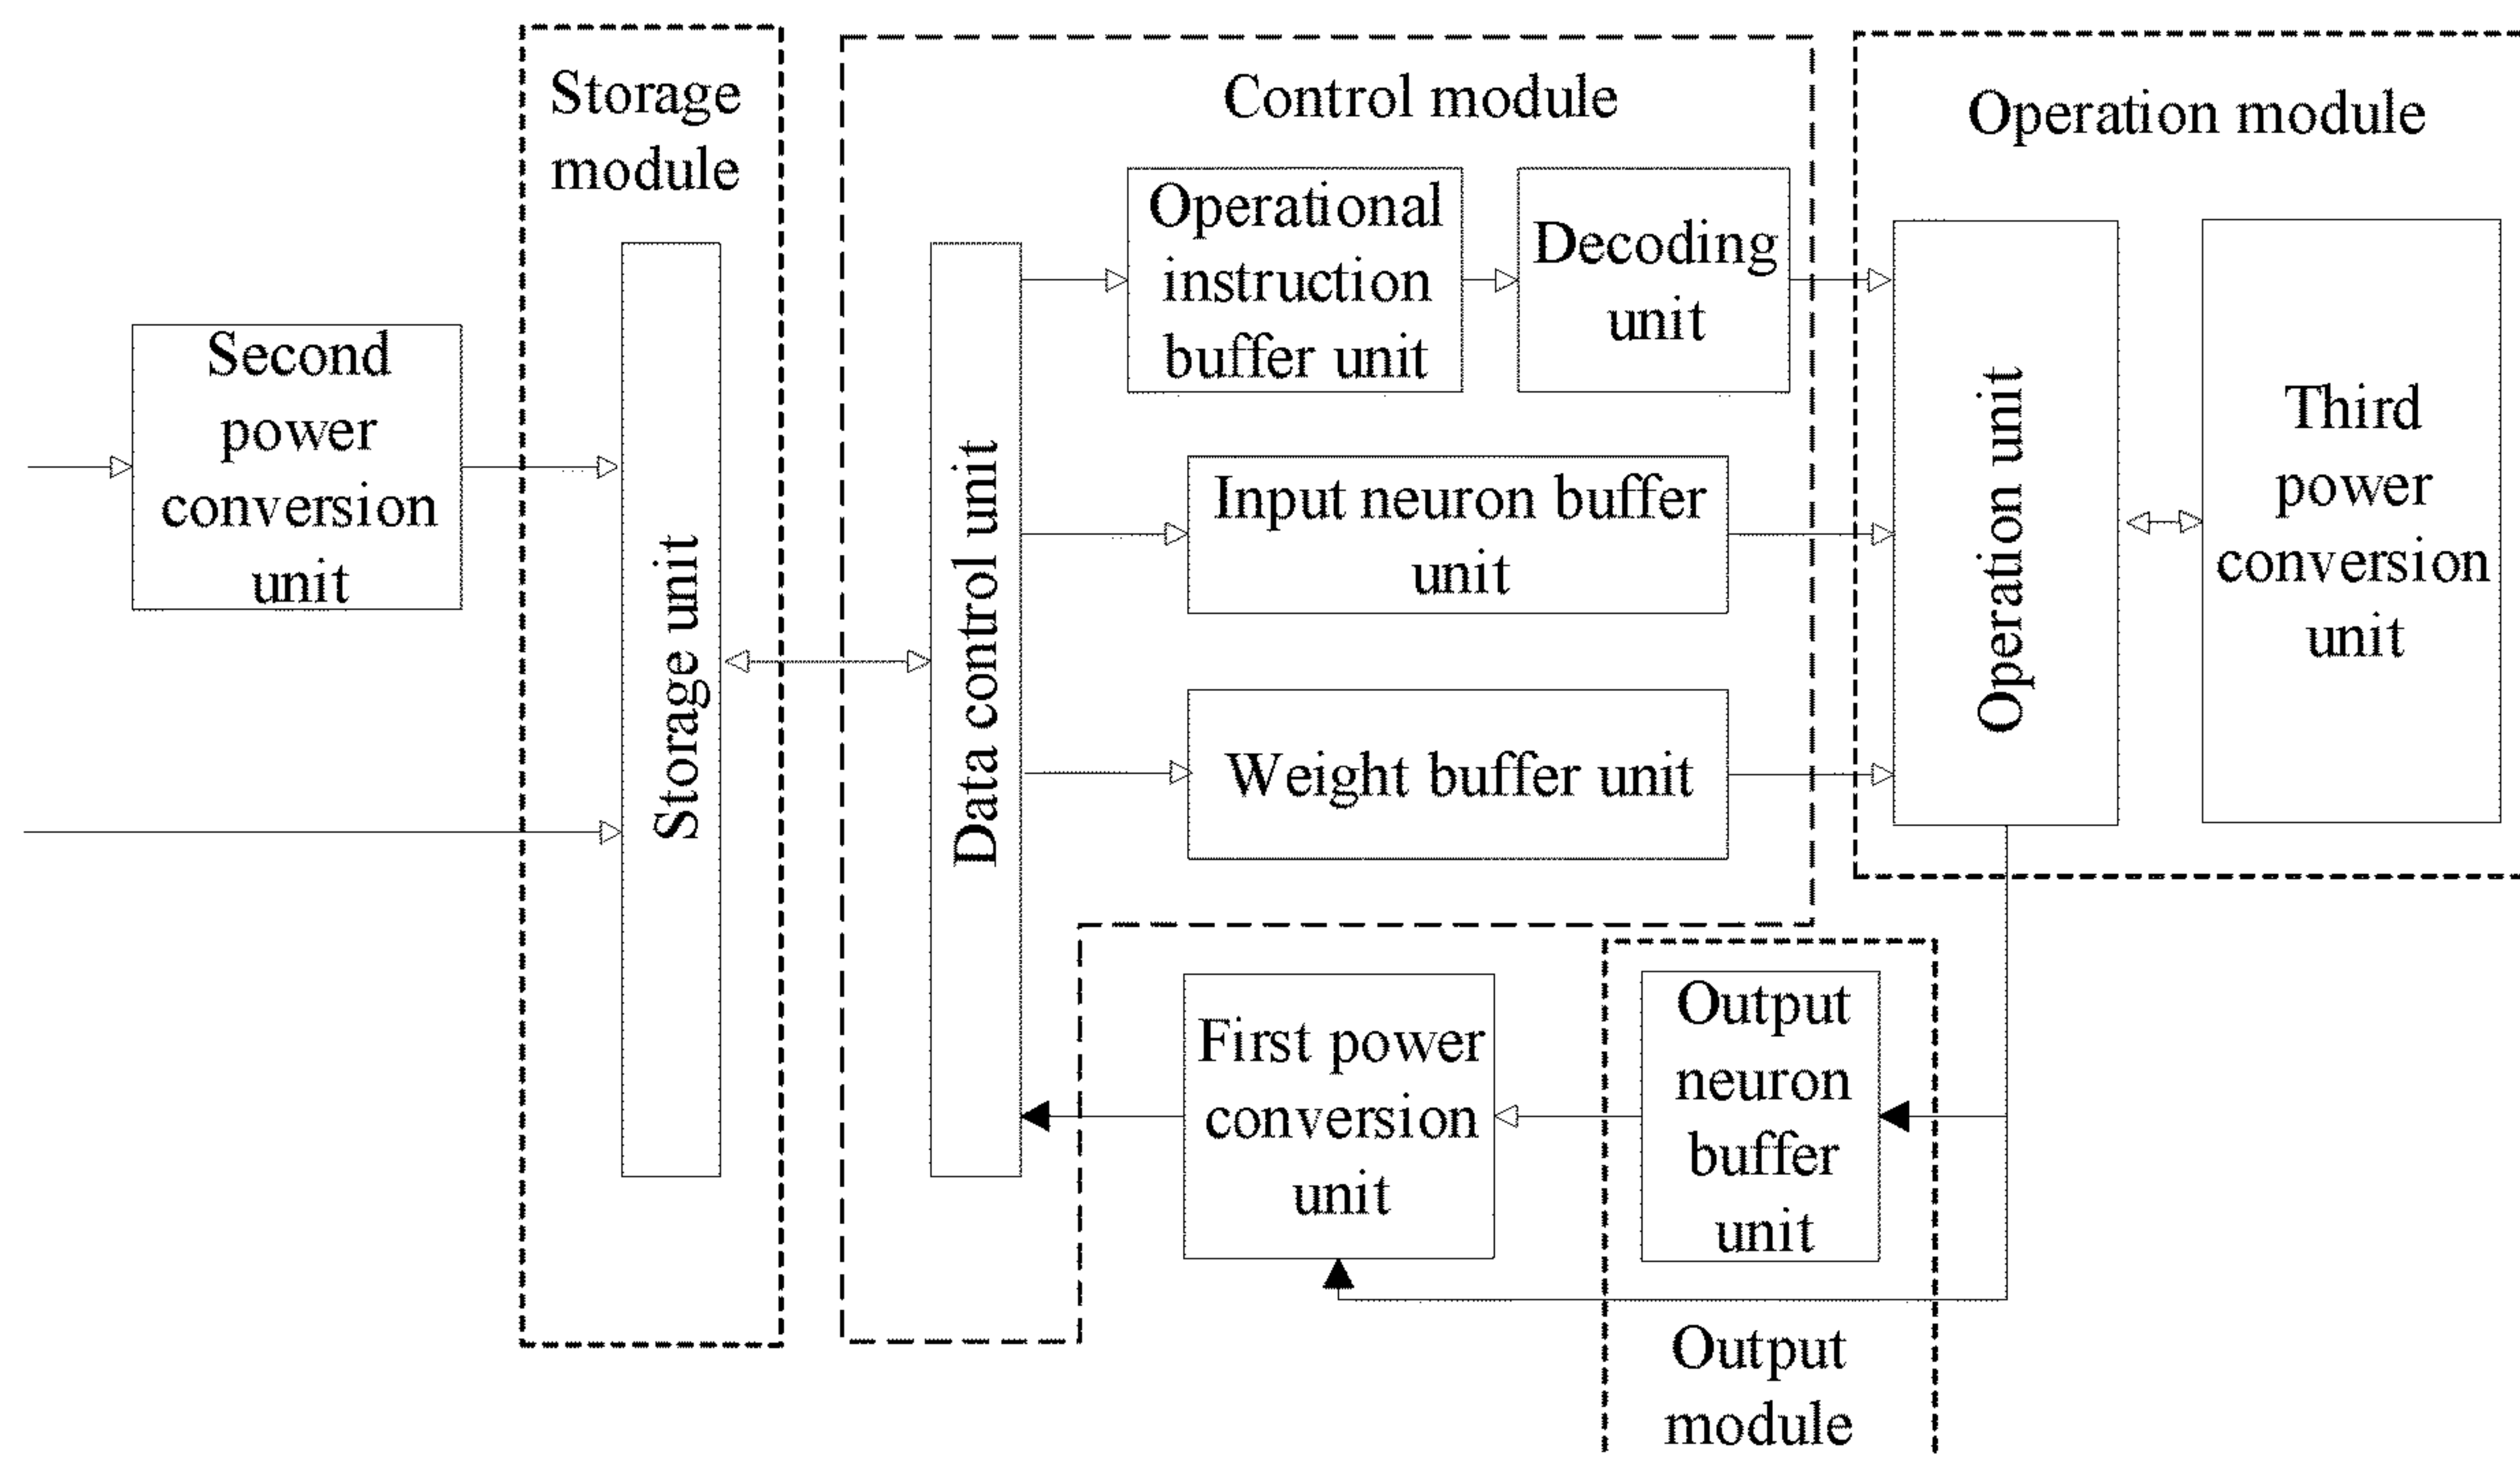 Storage
module
Control module
Operation module
Second
power
conversion
unit
Storage unit
Data control unit
Operational
instruction
buffer unit
Decoding
unit
Input neuron buffer
unit
Weight buffer unit
Operation unit
Third
power
conversion
unit
First power
conversion
unit
Output
neuron
buffer
unit
Output
module